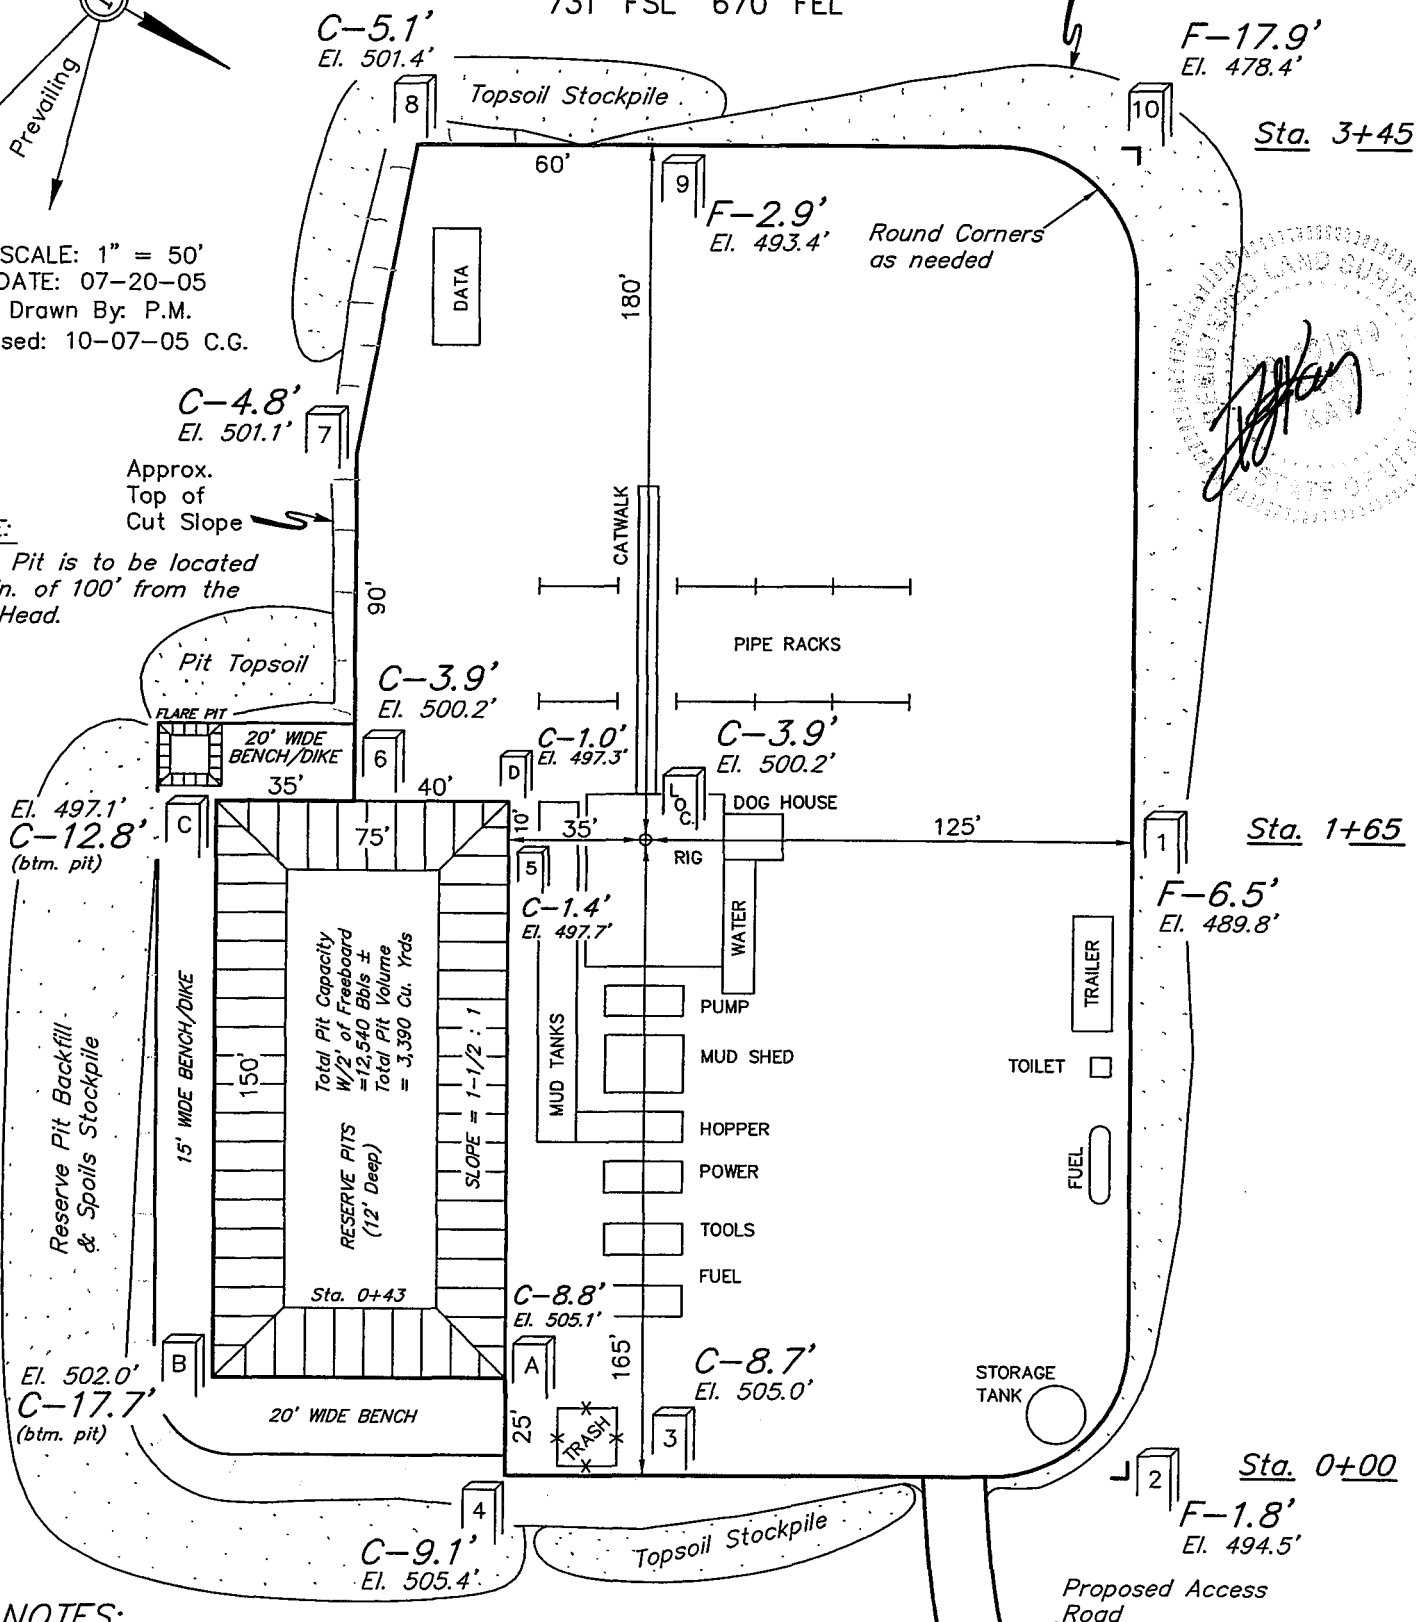 731' FSL 670' FEL
C-5.1'
El. 501.4'
8
Topsoil Stockpile
F-17.9'
El. 478.4'
10
Sta. 3+45
Prevailing
60'
9
F-2.9'
El. 493.4'
Round Corners
as needed
SCALE: 1" = 50'
DATE: 07-20-05
Drawn By: P.M.
sed: 10-07-05 C.G.
DATA
180'
LAND SURVE
STATE OF UTA
KAY
C-4.8'
El. 501.1'
7
Approx.
Top of
Cut Slope
E:
Pit is to be located
n. of 100' from the
Head.
CATWALK
90'
PIPE RACKS
Pit Topsoil
C-3.9'
El. 500.2'
6
FLARE PIT
20' WIDE
BENCH/DIKE
35'
40'
D
C-1.0'
El. 497.3'
C-3.9'
El. 500.2'
LOC.
DOG HOUSE
El. 497.1'
C-12.8'
(btm. pit)
C
75'
10'
35'
125'
RIG
1
Sta. 1+65
5
C-1.4'
El. 497.7'
F-6.5'
El. 489.8'
WATER
TRAILER
15' WIDE BENCH/DIKE
Reserve Pit Backfill
& Spoils Stockpile
150'
Total Pit Capacity
W/2' of Freeboard
=12,540 Bbls ±
Total Pit Volume
= 3,390 Cu. Yrds
RESERVE PITS
(12' Deep)
SLOPE = 1-1/2 : 1
MUD TANKS
PUMP
MUD SHED
TOILET
HOPPER
POWER
FUEL
TOOLS
FUEL
Sta. 0+43
C-8.8'
El. 505.1'
165'
B
El. 502.0'
C-17.7'
(btm. pit)
A
C-8.7'
El. 505.0'
STORAGE
TANK
20' WIDE BENCH
25'
TRASH
3
2
Sta. 0+00
4
C-9.1'
El. 505.4'
Topsoil Stockpile
F-1.8'
El. 494.5'
Proposed Access
Road
NOTES: